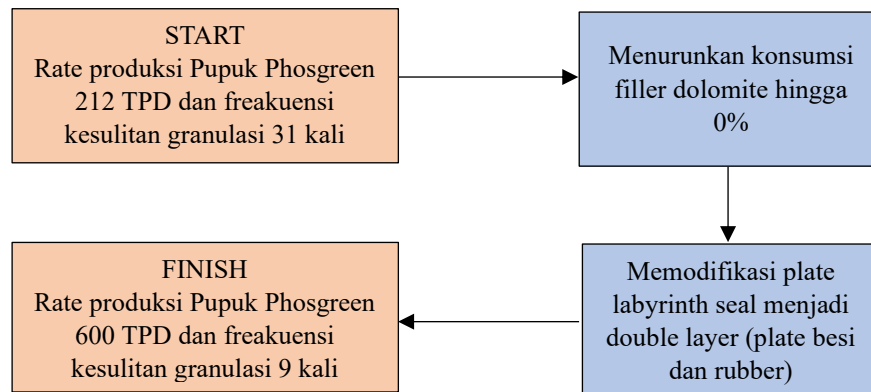 START
Rate produksi Pupuk Phosgreen
212 TPD dan freakuensi
kesulitan granulasi 31 kali
Menurunkan konsumsi
filler dolomite hingga
0%
Memodifikasi plate
labyrinth seal menjadi
double layer (plate besi
dan rubber)
FINISH
Rate produksi Pupuk Phosgreen
600 TPD dan freakuensi
kesulitan granulasi 9 kali